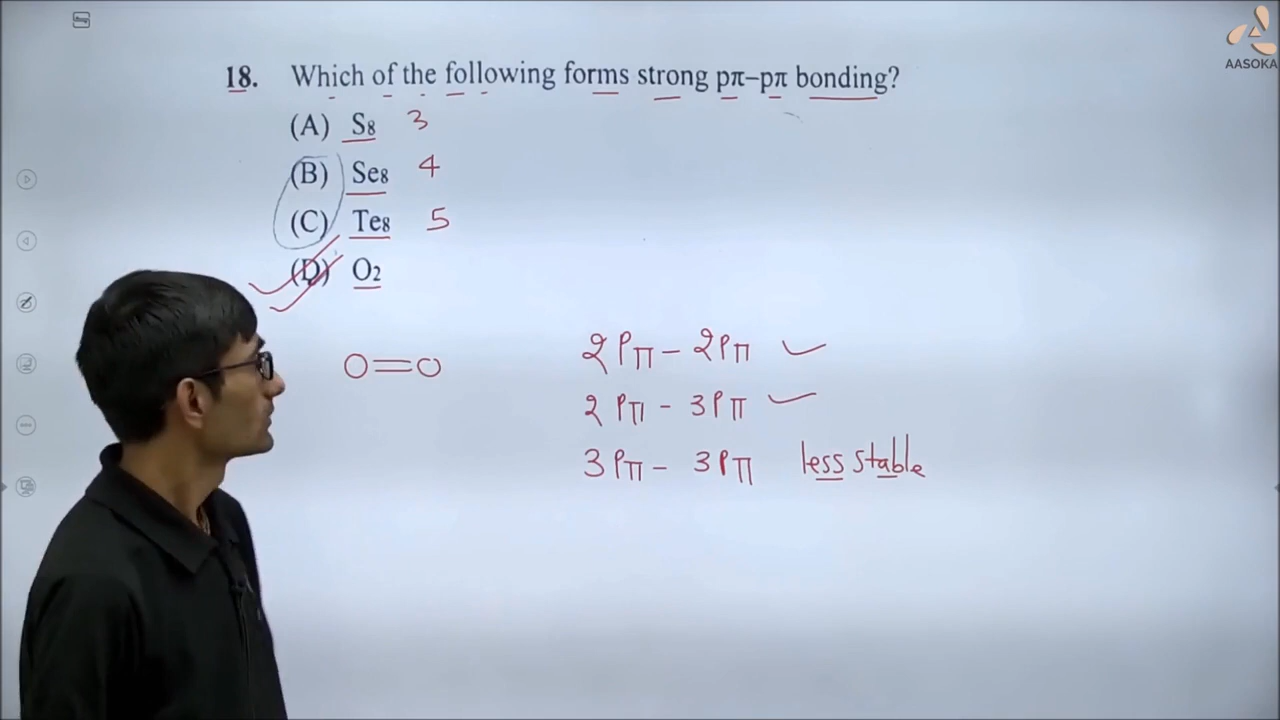 AASOKA
18. Which of the following forms strong pπ–pπ bonding?
(A) S₈ 3
(B) Se₈ 4
(C) Te₈ 5
(D) O₂
O=O
2Pπ – 2Pπ ✓
2Pπ – 3Pπ ✓
3Pπ – 3Pπ less stable